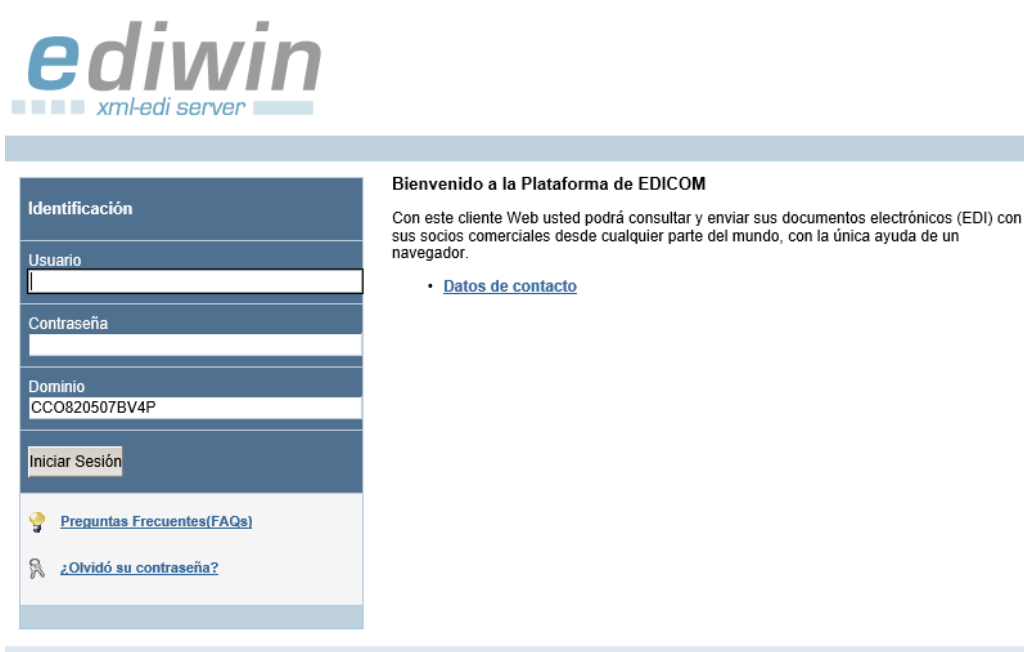 ediwin
xml-edi server
Identificación
Usuario
Contraseña
Dominio
CCO820507BV4P
Iniciar Sesión
Preguntas Frecuentes(FAQs)
¿Olvidó su contraseña?
Bienvenido a la Plataforma de EDICOM
Con este cliente Web usted podrá consultar y enviar sus documentos electrónicos (EDI) con
sus socios comerciales desde cualquier parte del mundo, con la única ayuda de un
navegador.
• Datos de contacto